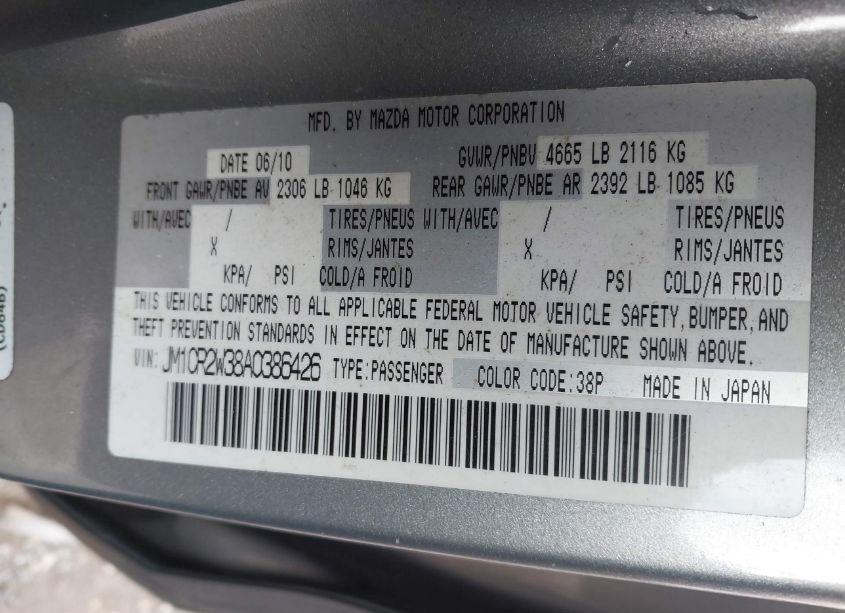 MFD. BY MAZDA MOTOR CORPORATION
DATE 06/10 GVWR/PNBV 4665 LB 2116 KG
FRONT GAWR/PNBE AV 2306 LB 1046 KG REAR GAWR/PNBE AR 2392 LB 1085 KG
WITH/AVEC / TIRES/PNEUS WITH/AVEC / TIRES/PNEUS
X RIMS/JANTES X RIMS/JANTES
KPA/ PSI COLD/A FROID KPA/ PSI COLD/A FROID
THIS VEHICLE CONFORMS TO ALL APPLICABLE FEDERAL MOTOR VEHICLE SAFETY, BUMPER, AND
THEFT PREVENTION STANDARDS IN EFFECT ON THE DATE OF MANUFACTURE SHOWN ABOVE.
VIN: JM1CR2W38A0386426 TYPE:PASSENGER COLOR CODE:38P MADE IN JAPAN